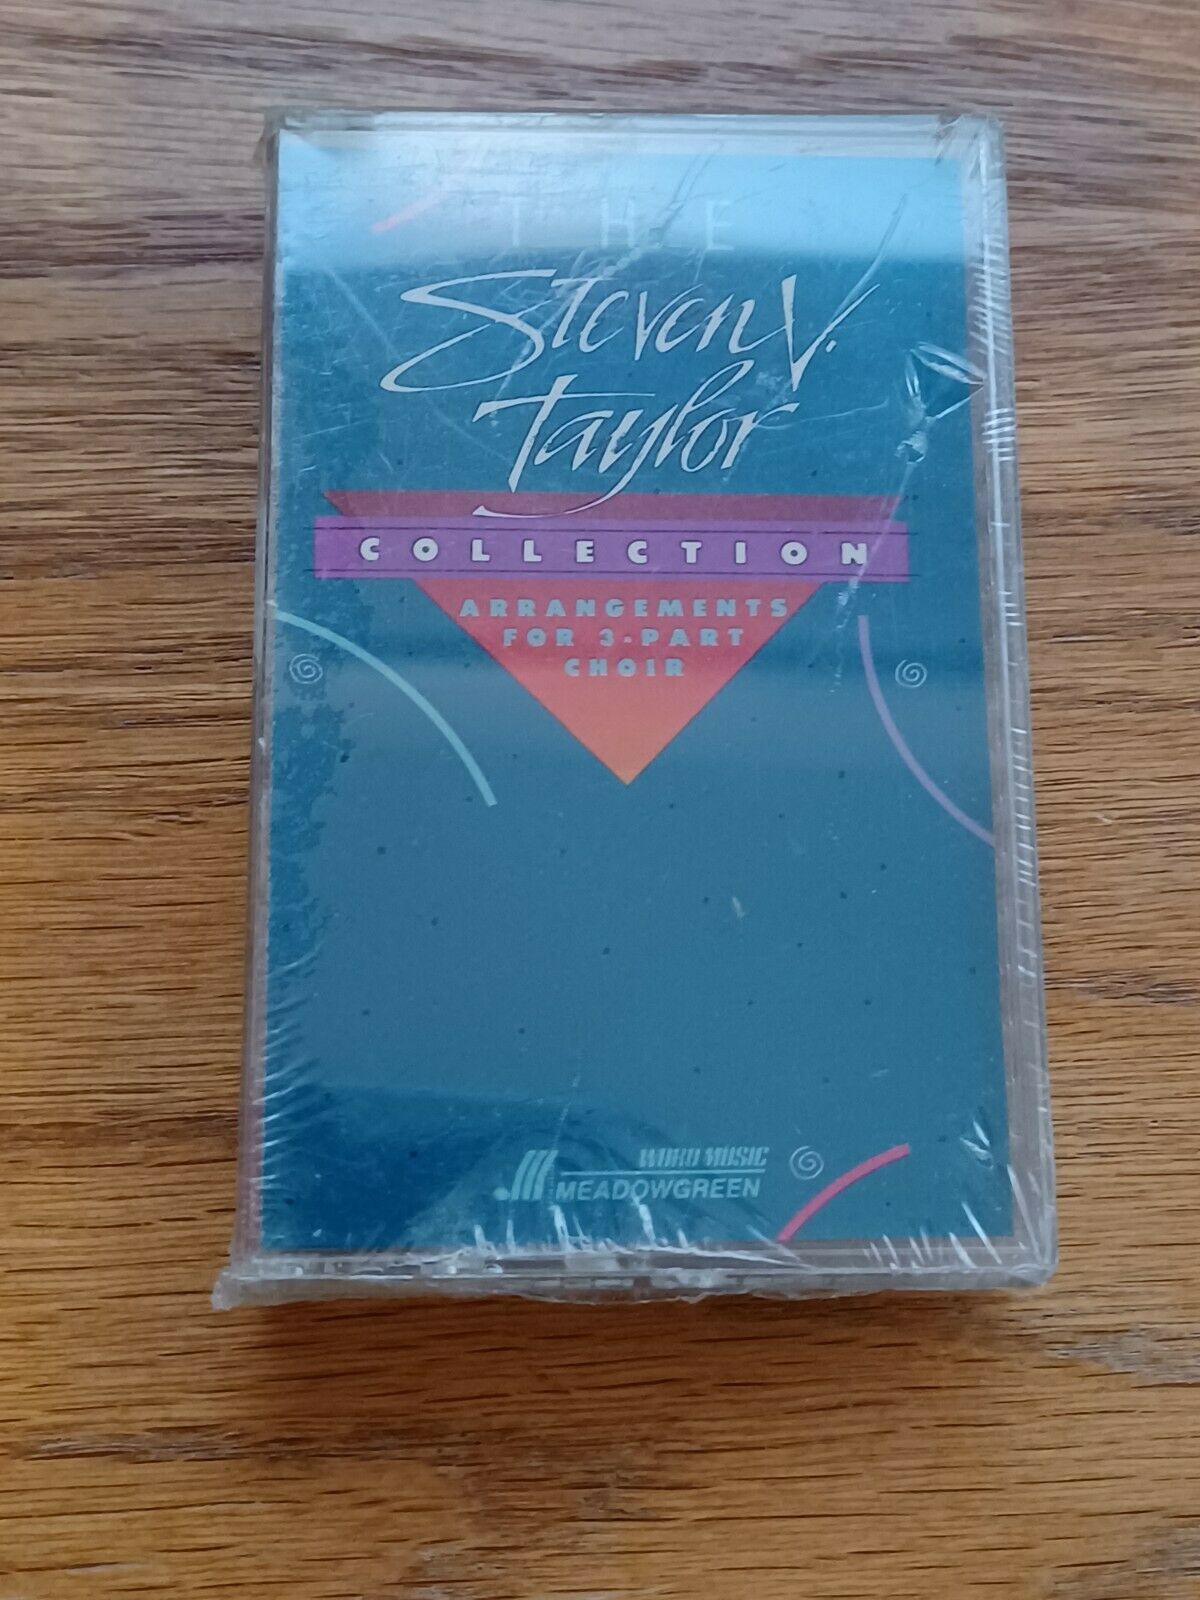 THE
Steven V.
Taylor
COLLECTION
ARRANGEMENTS
FOR 3-PART
CHOIR
WORD MUSIC
MEADOWGREEN